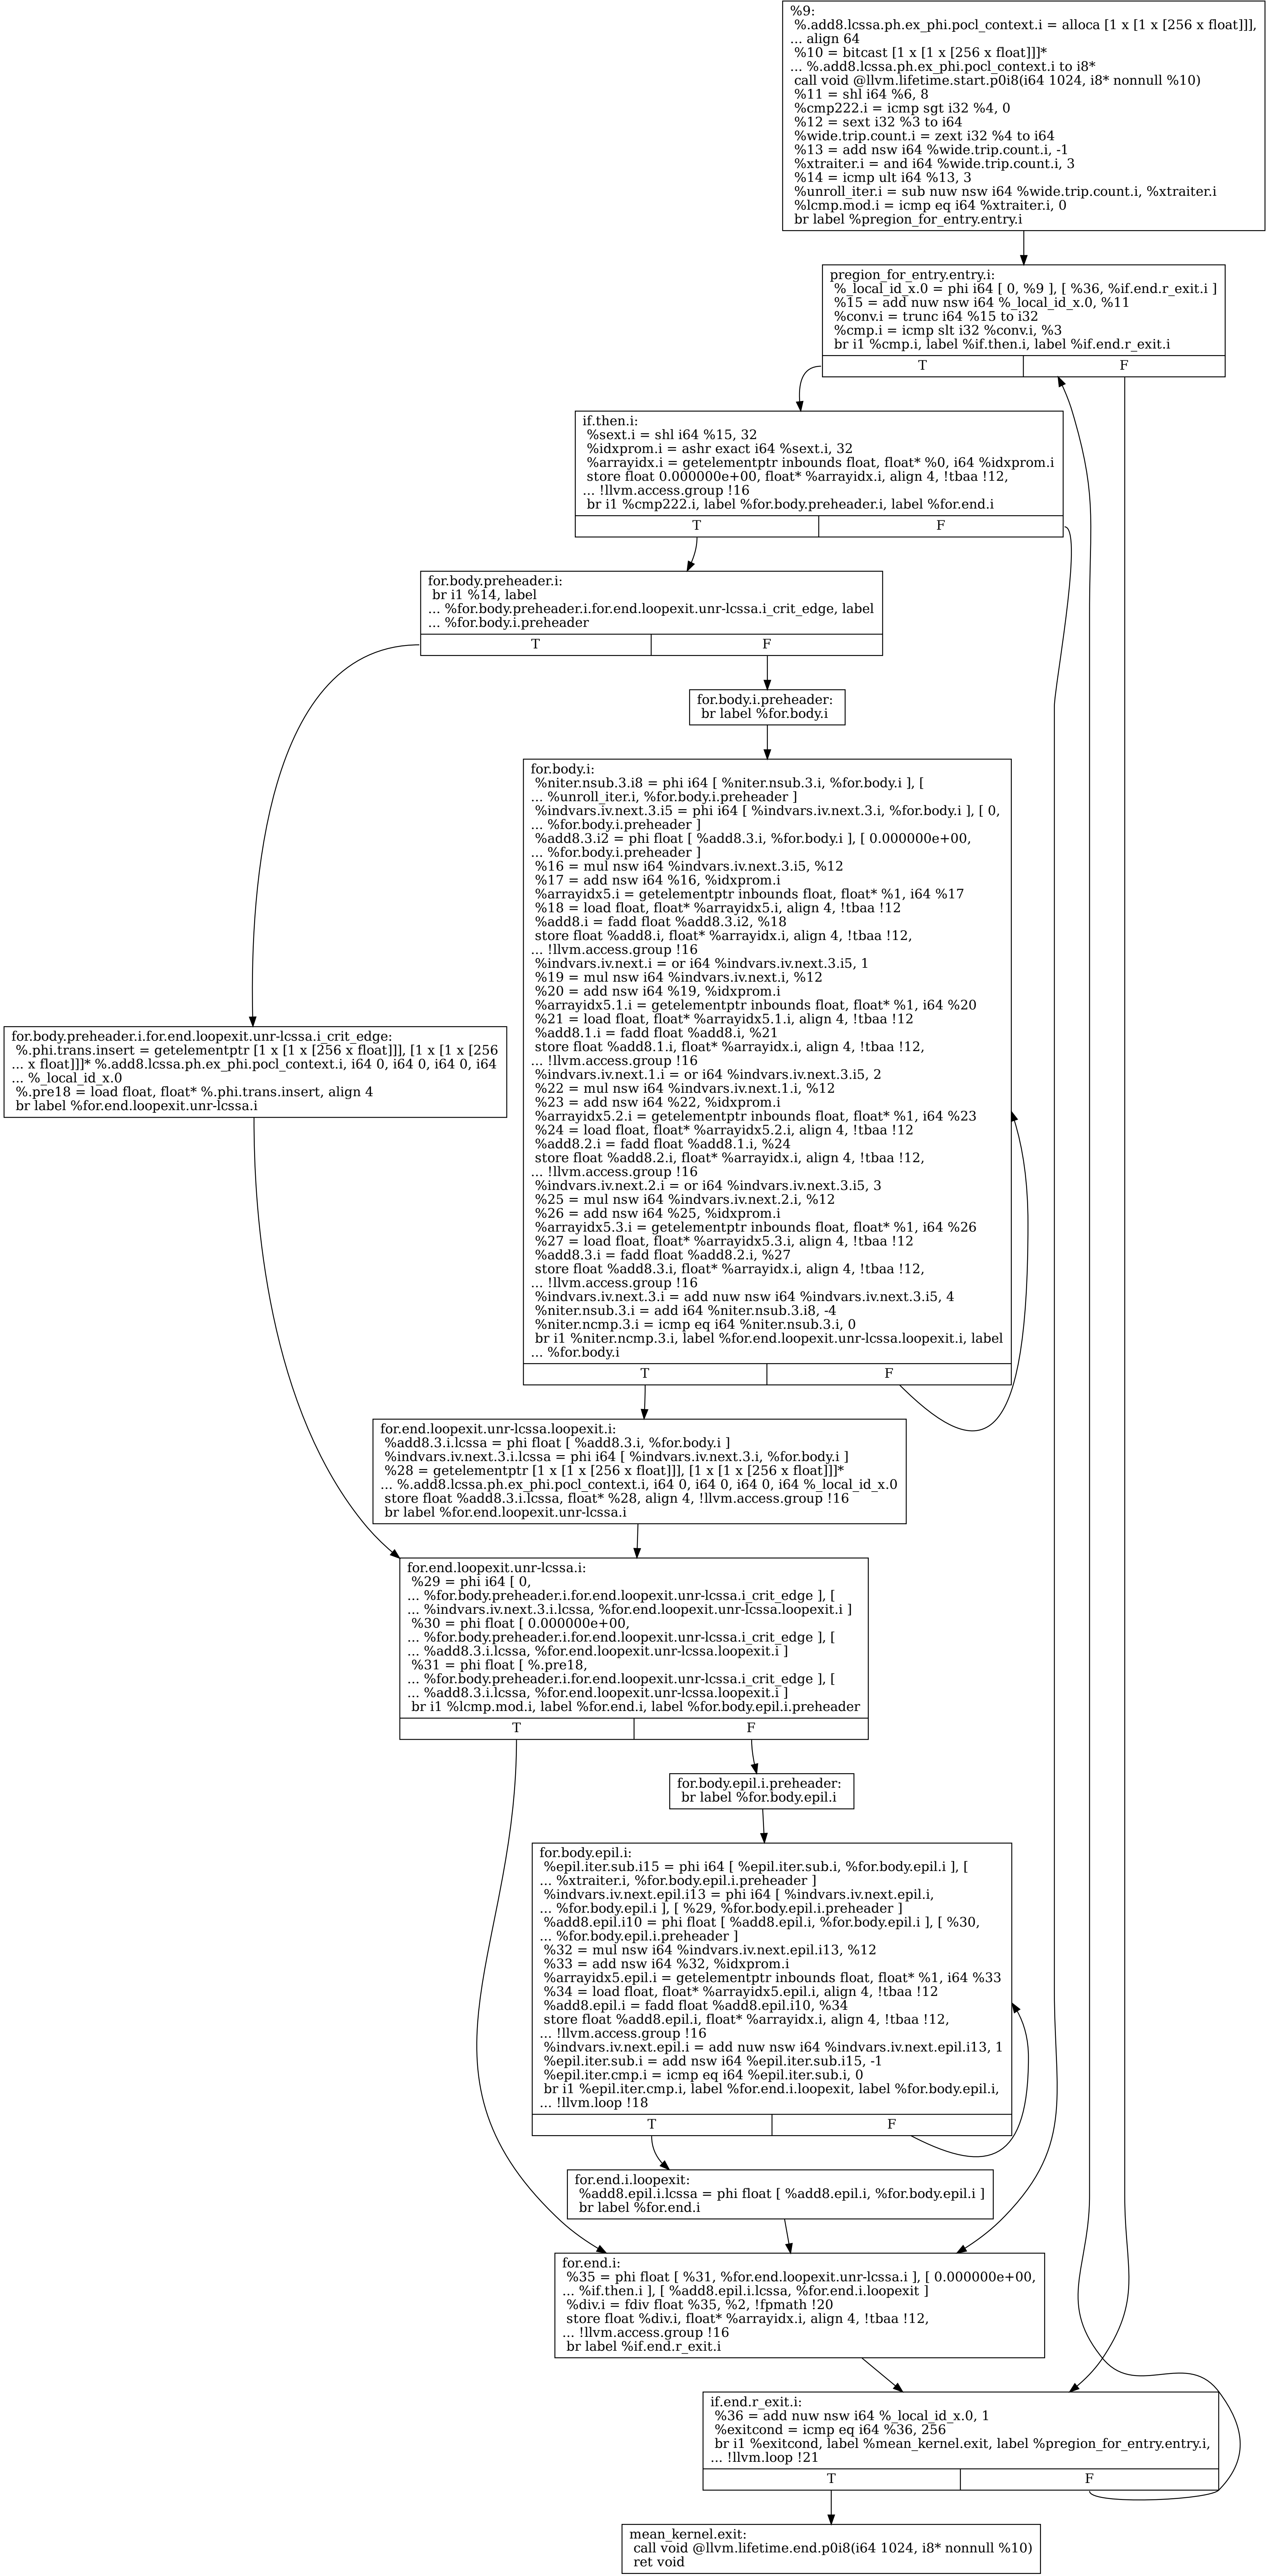 %9:
%.add8.lcssa.ph.ex_phi.pocl_context.i = alloca [1 x [1 x [256 x float]]],
... align 64
%10 = bitcast [1 x [1 x [256 x float]]]*
... %.add8.lcssa.ph.ex_phi.pocl_context.i to i8*
call void @llvm.lifetime.start.p0i8(i64 1024, i8* nonnull %10)
%11 = shl i64 %6, 8
%cmp222.i = icmp sgt i32 %4, 0
%12 = sext i32 %3 to i64
%wide.trip.count.i = zext i32 %4 to i64
%13 = add nsw i64 %wide.trip.count.i, -1
%xtraiter.i = and i64 %wide.trip.count.i, 3
%14 = icmp ult i64 %13, 3
%unroll_iter.i = sub nuw nsw i64 %wide.trip.count.i, %xtraiter.i
%lcmp.mod.i = icmp eq i64 %xtraiter.i, 0
br label %pregion_for_entry.entry.i
pregion_for_entry.entry.i:
%_local_id_x.0 = phi i64 [ 0, %9 ], [ %36, %if.end.r_exit.i ]
%15 = add nuw nsw i64 %_local_id_x.0, %11
%conv.i = trunc i64 %15 to i32
%cmp.i = icmp slt i32 %conv.i, %3
br i1 %cmp.i, label %if.then.i, label %if.end.r_exit.i
T F
if.then.i:
%sext.i = shl i64 %15, 32
%idxprom.i = ashr exact i64 %sext.i, 32
%arrayidx.i = getelementptr inbounds float, float* %0, i64 %idxprom.i
store float 0.000000e+00, float* %arrayidx.i, align 4, !tbaa !12,
... !llvm.access.group !16
br i1 %cmp222.i, label %for.body.preheader.i, label %for.end.i
T F
for.body.preheader.i:
br i1 %14, label
... %for.body.preheader.i.for.end.loopexit.unr-lcssa.i_crit_edge, label
... %for.body.i.preheader
T F
for.body.i.preheader:
br label %for.body.i
for.body.i:
%niter.nsub.3.i8 = phi i64 [ %niter.nsub.3.i, %for.body.i ], [
... %unroll_iter.i, %for.body.i.preheader ]
%indvars.iv.next.3.i5 = phi i64 [ %indvars.iv.next.3.i, %for.body.i ], [ 0,
... %for.body.i.preheader ]
%add8.3.i2 = phi float [ %add8.3.i, %for.body.i ], [ 0.000000e+00,
... %for.body.i.preheader ]
%16 = mul nsw i64 %indvars.iv.next.3.i5, %12
%17 = add nsw i64 %16, %idxprom.i
%arrayidx5.i = getelementptr inbounds float, float* %1, i64 %17
%18 = load float, float* %arrayidx5.i, align 4, !tbaa !12
%add8.i = fadd float %add8.3.i2, %18
store float %add8.i, float* %arrayidx.i, align 4, !tbaa !12,
... !llvm.access.group !16
%indvars.iv.next.i = or i64 %indvars.iv.next.3.i5, 1
%19 = mul nsw i64 %indvars.iv.next.i, %12
%20 = add nsw i64 %19, %idxprom.i
%arrayidx5.1.i = getelementptr inbounds float, float* %1, i64 %20
%21 = load float, float* %arrayidx5.1.i, align 4, !tbaa !12
%add8.1.i = fadd float %add8.i, %21
store float %add8.1.i, float* %arrayidx.i, align 4, !tbaa !12,
... !llvm.access.group !16
%indvars.iv.next.1.i = or i64 %indvars.iv.next.3.i5, 2
%22 = mul nsw i64 %indvars.iv.next.1.i, %12
%23 = add nsw i64 %22, %idxprom.i
%arrayidx5.2.i = getelementptr inbounds float, float* %1, i64 %23
%24 = load float, float* %arrayidx5.2.i, align 4, !tbaa !12
%add8.2.i = fadd float %add8.1.i, %24
store float %add8.2.i, float* %arrayidx.i, align 4, !tbaa !12,
... !llvm.access.group !16
%indvars.iv.next.2.i = or i64 %indvars.iv.next.3.i5, 3
%25 = mul nsw i64 %indvars.iv.next.2.i, %12
%26 = add nsw i64 %25, %idxprom.i
%arrayidx5.3.i = getelementptr inbounds float, float* %1, i64 %26
%27 = load float, float* %arrayidx5.3.i, align 4, !tbaa !12
%add8.3.i = fadd float %add8.2.i, %27
store float %add8.3.i, float* %arrayidx.i, align 4, !tbaa !12,
... !llvm.access.group !16
%indvars.iv.next.3.i = add nuw nsw i64 %indvars.iv.next.3.i5, 4
%niter.nsub.3.i = add i64 %niter.nsub.3.i8, -4
%niter.ncmp.3.i = icmp eq i64 %niter.nsub.3.i, 0
br i1 %niter.ncmp.3.i, label %for.end.loopexit.unr-lcssa.loopexit.i, label
... %for.body.i
T F
for.body.preheader.i.for.end.loopexit.unr-lcssa.i_crit_edge:
%.phi.trans.insert = getelementptr [1 x [1 x [256 x float]]], [1 x [1 x [256
... x float]]]* %.add8.lcssa.ph.ex_phi.pocl_context.i, i64 0, i64 0, i64 0, i64
... %_local_id_x.0
%.pre18 = load float, float* %.phi.trans.insert, align 4
br label %for.end.loopexit.unr-lcssa.i
for.end.loopexit.unr-lcssa.loopexit.i:
%add8.3.i.lcssa = phi float [ %add8.3.i, %for.body.i ]
%indvars.iv.next.3.i.lcssa = phi i64 [ %indvars.iv.next.3.i, %for.body.i ]
%28 = getelementptr [1 x [1 x [256 x float]]], [1 x [1 x [256 x float]]]*
... %.add8.lcssa.ph.ex_phi.pocl_context.i, i64 0, i64 0, i64 0, i64 %_local_id_x.0
store float %add8.3.i.lcssa, float* %28, align 4, !llvm.access.group !16
br label %for.end.loopexit.unr-lcssa.i
for.end.loopexit.unr-lcssa.i:
%29 = phi i64 [ 0,
... %for.body.preheader.i.for.end.loopexit.unr-lcssa.i_crit_edge ], [
... %indvars.iv.next.3.i.lcssa, %for.end.loopexit.unr-lcssa.loopexit.i ]
%30 = phi float [ 0.000000e+00,
... %for.body.preheader.i.for.end.loopexit.unr-lcssa.i_crit_edge ], [
... %add8.3.i.lcssa, %for.end.loopexit.unr-lcssa.loopexit.i ]
%31 = phi float [ %.pre18,
... %for.body.preheader.i.for.end.loopexit.unr-lcssa.i_crit_edge ], [
... %add8.3.i.lcssa, %for.end.loopexit.unr-lcssa.loopexit.i ]
br i1 %lcmp.mod.i, label %for.end.i, label %for.body.epil.i.preheader
T F
for.body.epil.i.preheader:
br label %for.body.epil.i
for.body.epil.i:
%epil.iter.sub.i15 = phi i64 [ %epil.iter.sub.i, %for.body.epil.i ], [
... %xtraiter.i, %for.body.epil.i.preheader ]
%indvars.iv.next.epil.i13 = phi i64 [ %indvars.iv.next.epil.i,
... %for.body.epil.i ], [ %29, %for.body.epil.i.preheader ]
%add8.epil.i10 = phi float [ %add8.epil.i, %for.body.epil.i ], [ %30,
... %for.body.epil.i.preheader ]
%32 = mul nsw i64 %indvars.iv.next.epil.i13, %12
%33 = add nsw i64 %32, %idxprom.i
%arrayidx5.epil.i = getelementptr inbounds float, float* %1, i64 %33
%34 = load float, float* %arrayidx5.epil.i, align 4, !tbaa !12
%add8.epil.i = fadd float %add8.epil.i10, %34
store float %add8.epil.i, float* %arrayidx.i, align 4, !tbaa !12,
... !llvm.access.group !16
%indvars.iv.next.epil.i = add nuw nsw i64 %indvars.iv.next.epil.i13, 1
%epil.iter.sub.i = add nsw i64 %epil.iter.sub.i15, -1
%epil.iter.cmp.i = icmp eq i64 %epil.iter.sub.i, 0
br i1 %epil.iter.cmp.i, label %for.end.i.loopexit, label %for.body.epil.i,
... !llvm.loop !18
T F
for.end.i.loopexit:
%add8.epil.i.lcssa = phi float [ %add8.epil.i, %for.body.epil.i ]
br label %for.end.i
for.end.i:
%35 = phi float [ %31, %for.end.loopexit.unr-lcssa.i ], [ 0.000000e+00,
... %if.then.i ], [ %add8.epil.i.lcssa, %for.end.i.loopexit ]
%div.i = fdiv float %35, %2, !fpmath !20
store float %div.i, float* %arrayidx.i, align 4, !tbaa !12,
... !llvm.access.group !16
br label %if.end.r_exit.i
if.end.r_exit.i:
%36 = add nuw nsw i64 %_local_id_x.0, 1
%exitcond = icmp eq i64 %36, 256
br i1 %exitcond, label %mean_kernel.exit, label %pregion_for_entry.entry.i,
... !llvm.loop !21
T F
mean_kernel.exit:
call void @llvm.lifetime.end.p0i8(i64 1024, i8* nonnull %10)
ret void